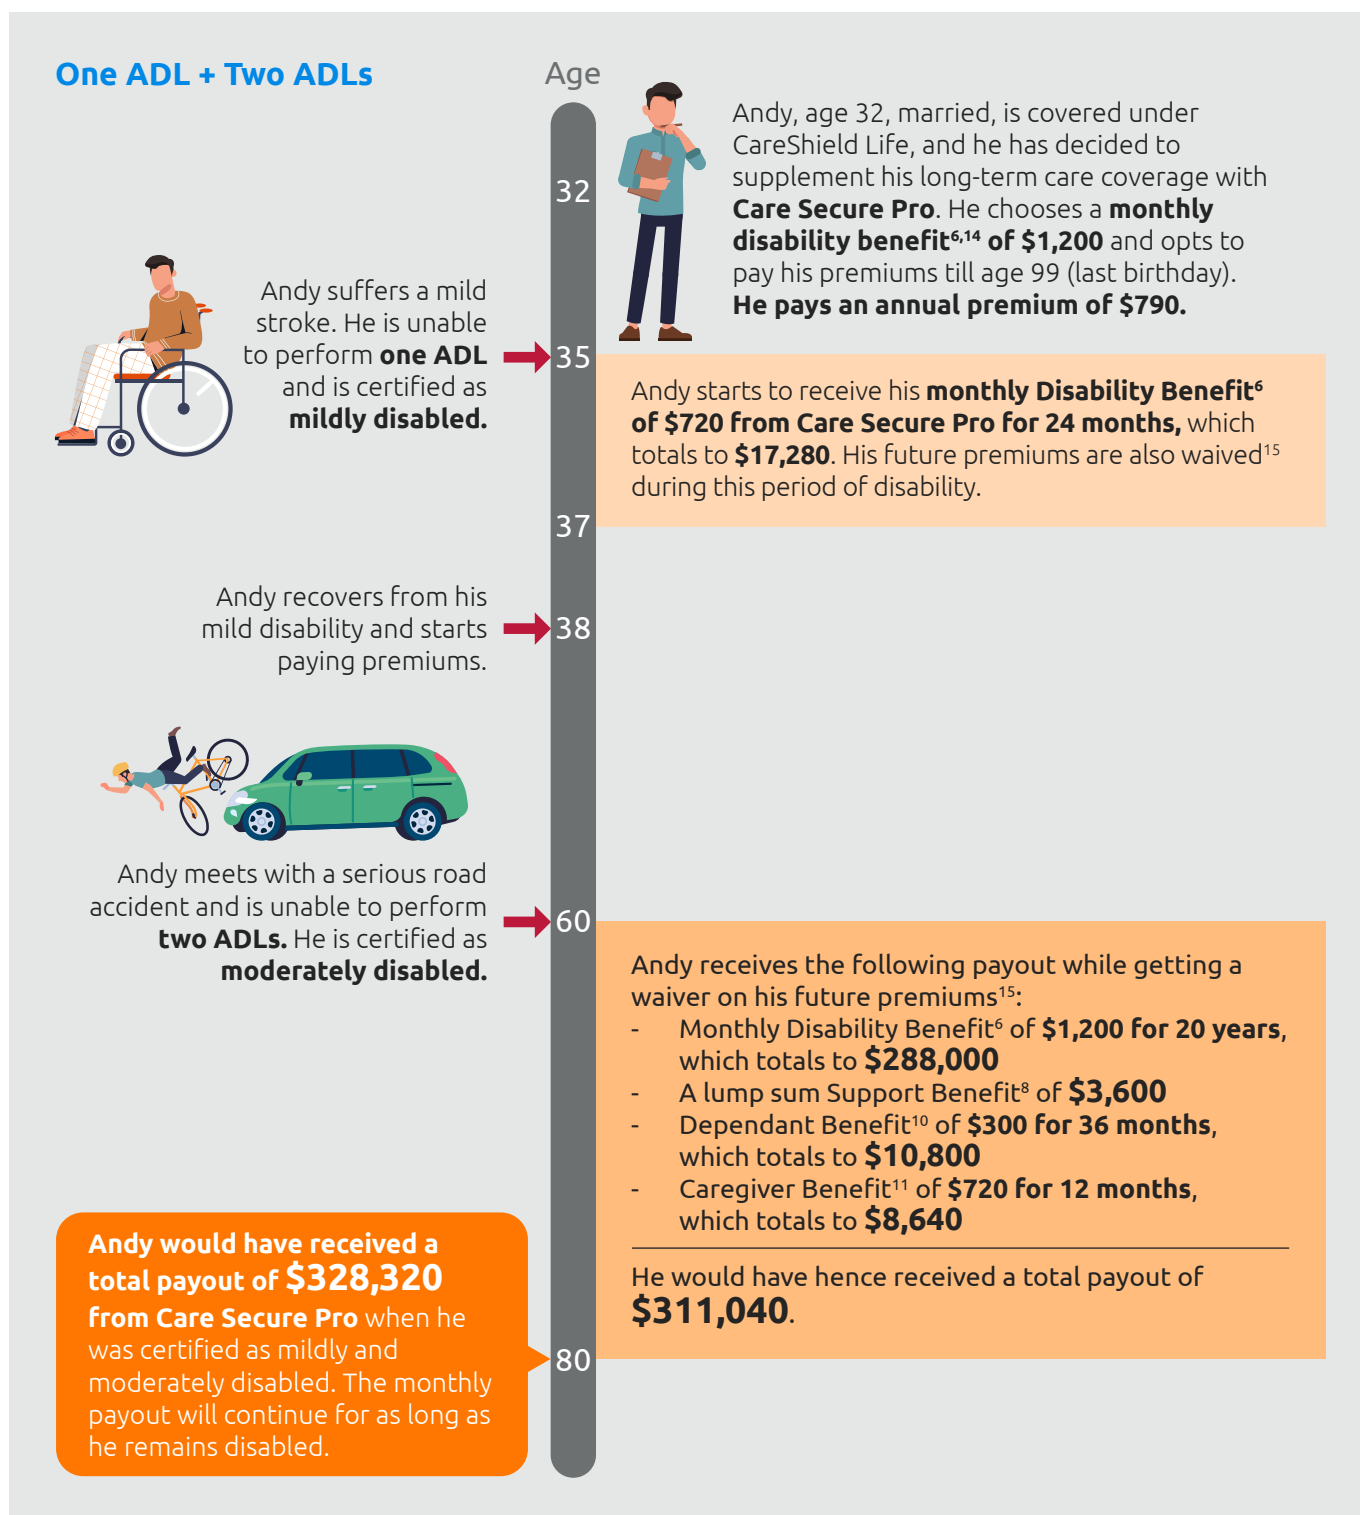 One ADL + Two ADLs
Age
32
Andy, age 32, married, is covered under
CareShield Life, and he has decided to
supplement his long-term care coverage with
Care Secure Pro. He chooses a monthly
disability benefit⁶,¹⁴ of $1,200 and opts to
pay his premiums till age 99 (last birthday).
He pays an annual premium of $790.
Andy suffers a mild
stroke. He is unable
to perform one ADL
and is certified as
mildly disabled.
35
Andy starts to receive his monthly Disability Benefit⁶
of $720 from Care Secure Pro for 24 months, which
totals to $17,280. His future premiums are also waived¹⁵
during this period of disability.
37
Andy recovers from his
mild disability and starts
paying premiums.
38
Andy meets with a serious road
accident and is unable to perform
two ADLs. He is certified as
moderately disabled.
60
Andy receives the following payout while getting a
waiver on his future premiums¹⁵:
- Monthly Disability Benefit⁶ of $1,200 for 20 years,
which totals to $288,000
- A lump sum Support Benefit⁸ of $3,600
- Dependant Benefit¹⁰ of $300 for 36 months,
which totals to $10,800
- Caregiver Benefit¹¹ of $720 for 12 months,
which totals to $8,640
He would have hence received a total payout of
$311,040.
Andy would have received a
total payout of $328,320
from Care Secure Pro when he
was certified as mildly and
moderately disabled. The monthly
payout will continue for as long as
he remains disabled.
80